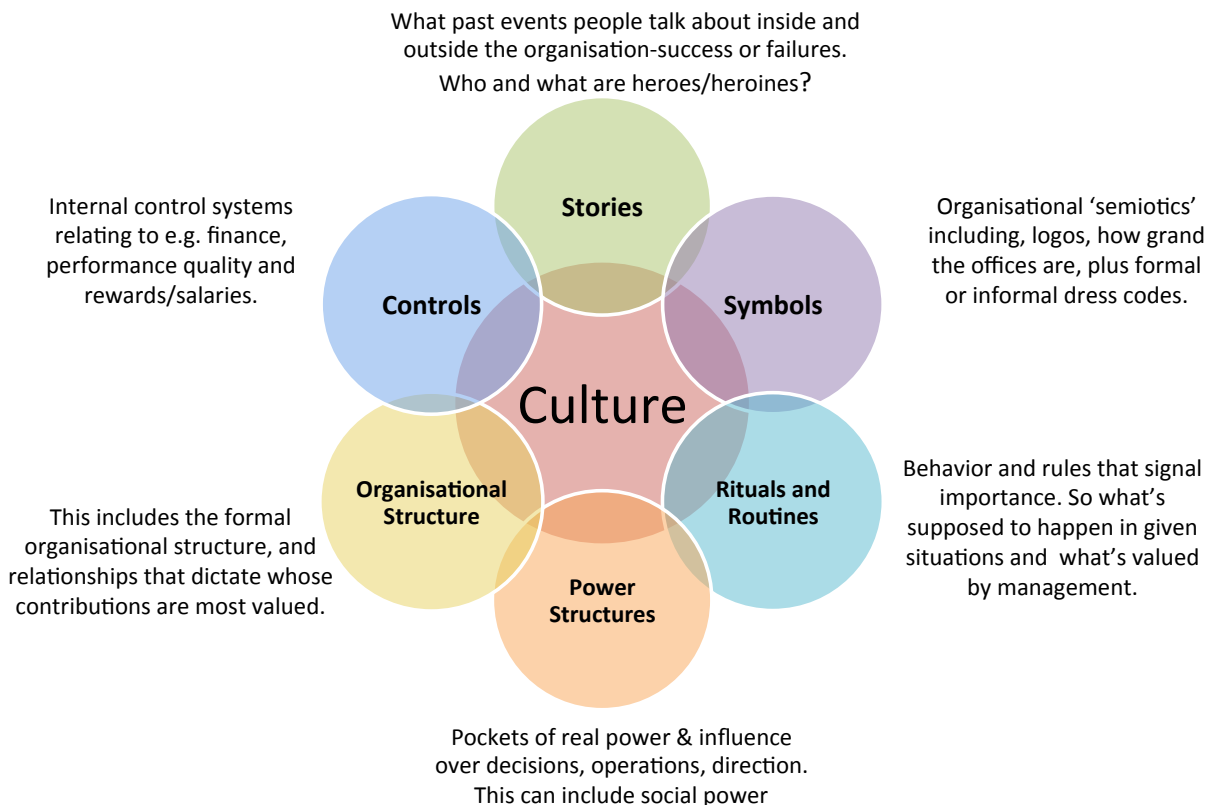 What past events people talk about inside and
outside the organisation-success or failures.
Who and what are heroes/heroines?
Stories
Internal control systems
relating to e.g. finance,
performance quality and
rewards/salaries.
Controls
Symbols
Organisational ‘semiotics’
including, logos, how grand
the offices are, plus formal
or informal dress codes.
Culture
This includes the formal
organisational structure, and
relationships that dictate whose
contributions are most valued.
Organisational
Structure
Rituals and
Routines
Behavior and rules that signal
importance. So what’s
supposed to happen in given
situations and  what’s valued
by management.
Power
Structures
Pockets of real power & influence
over decisions, operations, direction.
This can include social power